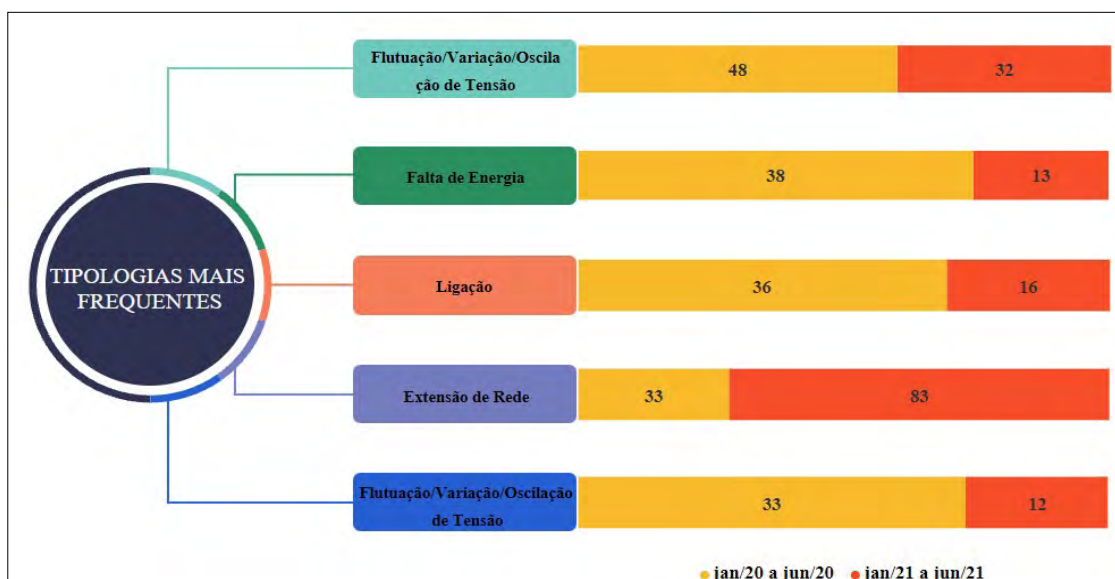 TIPOLOGIAS MAIS
FREQUENTES
Flutuação/Variação/Oscila
ção de Tensão
48
32
Falta de Energia
38
13
Ligação
36
16
Extensão de Rede
33
83
Flutuação/Variação/Oscilação
de Tensão
33
12
jan/20 a jun/20
jan/21 a jun/21